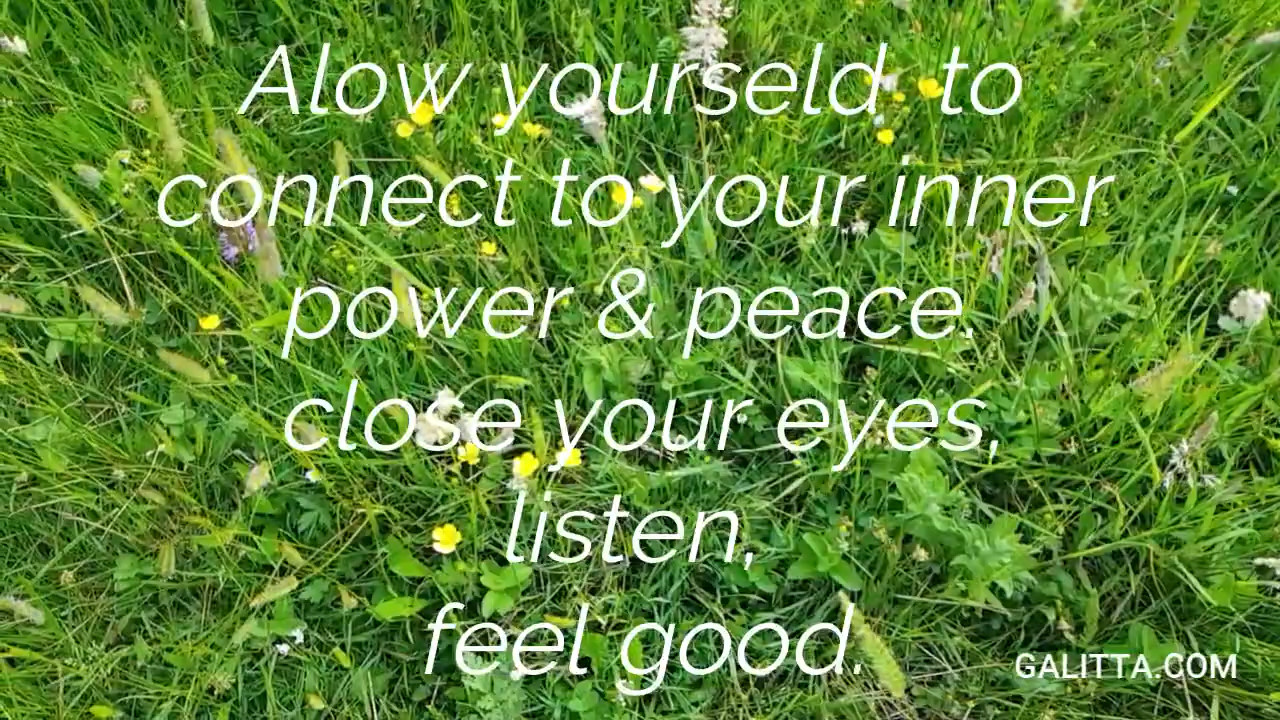 Alow yourseld to
connect to your inner
power & peace.
close your eyes,
listen,
feel good.
GALITTA.COM